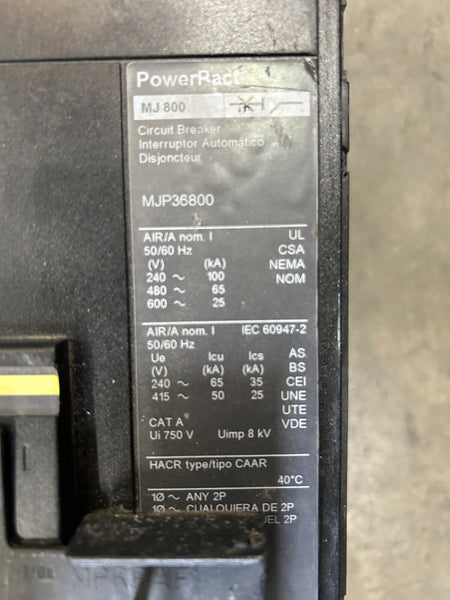 PowerPact
MJ 800
Circuit Breaker
Interruptor Automático
Disjoncteur
MJP36800
AIR/A nom. I UL
50/60 Hz CSA
(V) (kA) NEMA
240 ~ 100 NOM
480 ~ 65
600 ~ 25
AIR/A nom. I IEC 60947-2
50/60 Hz
Ue Icu Ics AS
(V) (kA) (kA) BS
240 ~ 65 35 CEI
415 ~ 50 25 UNE
UTE
CAT A VDE
Ui 750 V Uimp 8 kV
HACR type/tipo CAAR
40°C
1Ø ~ ANY 2P
1Ø ~ CUALQUIERA DE 2P
2P